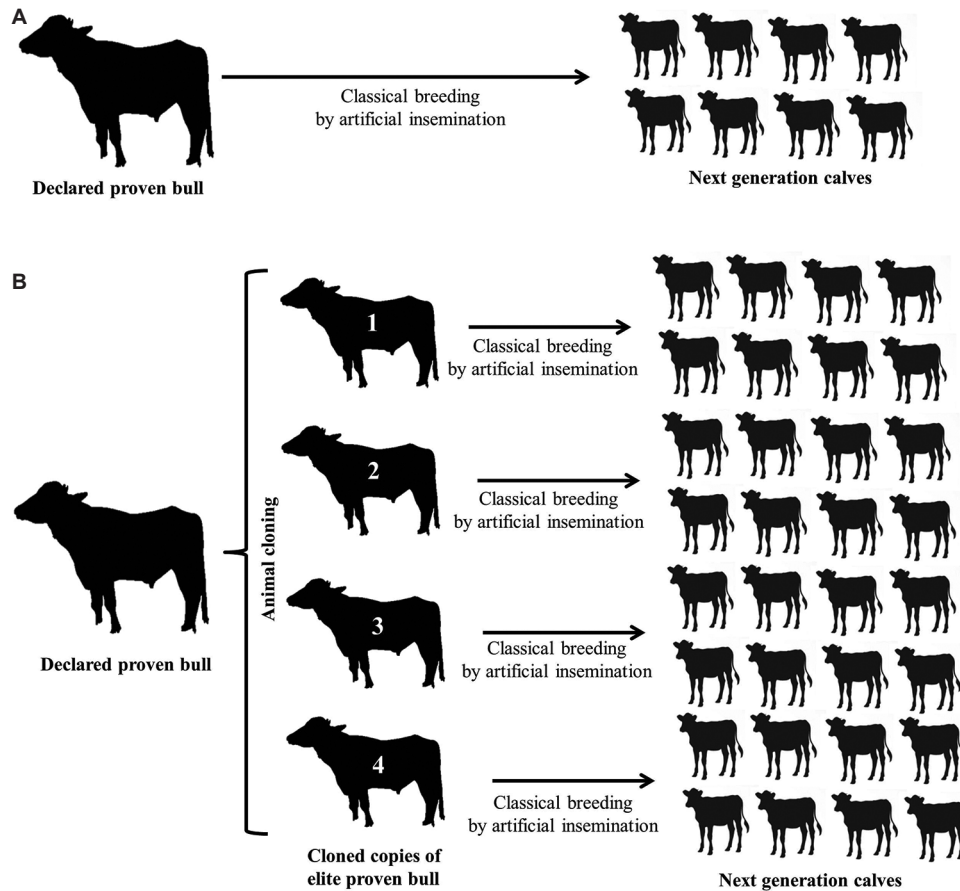 A
Classical breeding
by artificial insemination
Declared proven bull
Next generation calves
B
1
Classical breeding
by artificial insemination
2
Classical breeding
by artificial insemination
Animal cloning
3
Classical breeding
by artificial insemination
Declared proven bull
4
Classical breeding
by artificial insemination
Cloned copies of
elite proven bull
Next generation calves